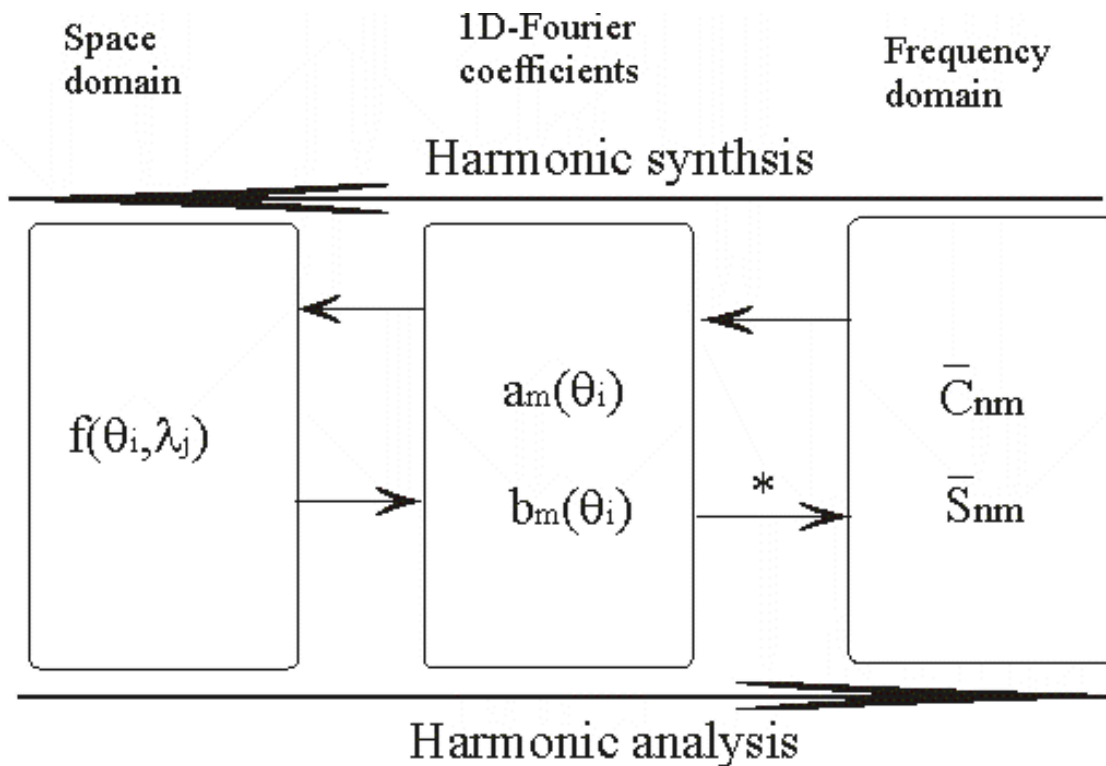 Space
domain
1D-Fourier
coefficients
Frequency
domain
Harmonic synthsis
f(θi,λj)
am(θi)
bm(θi)
*
C̅nm
S̅nm
Harmonic analysis